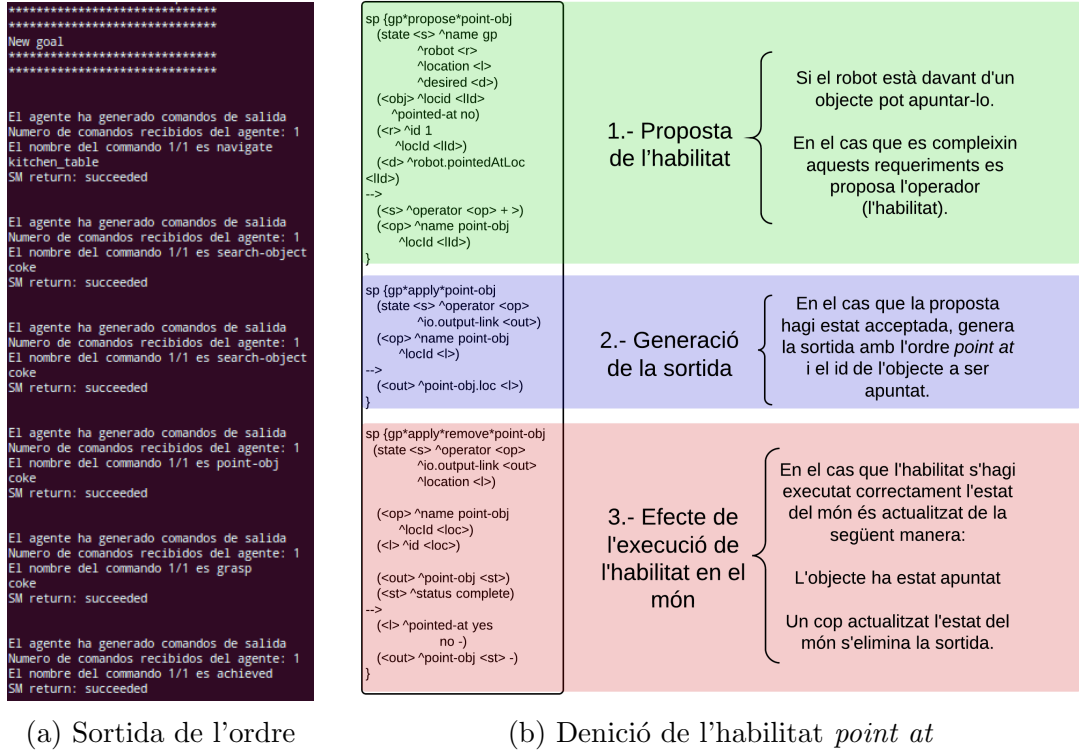 ******************************
******************************
New goal
******************************
******************************
El agente ha generado comandos de salida
Numero de comandos recibidos del agente: 1
El nombre del commando 1/1 es navigate
kitchen_table
SM return: succeeded
El agente ha generado comandos de salida
Numero de comandos recibidos del agente: 1
El nombre del commando 1/1 es search-object
coke
SM return: succeeded
El agente ha generado comandos de salida
Numero de comandos recibidos del agente: 1
El nombre del commando 1/1 es search-object
coke
SM return: succeeded
El agente ha generado comandos de salida
Numero de comandos recibidos del agente: 1
El nombre del commando 1/1 es point-obj
coke
SM return: succeeded
El agente ha generado comandos de salida
Numero de comandos recibidos del agente: 1
El nombre del commando 1/1 es grasp
coke
SM return: succeeded
El agente ha generado comandos de salida
Numero de comandos recibidos del agente: 1
El nombre del commando 1/1 es achieved
SM return: succeeded
(a) Sortida de l'ordre
sp {gp*propose*point-obj
(state <s> ^name gp
^robot <r>
^location <l>
^desired <d>)
(<obj> ^locid <lId>
^pointed-at no)
(<r> ^id 1
^locId <lId>)
(<d> ^robot.pointedAtLoc
<lId>)
-->
(<s> ^operator <op> + >)
(<op> ^name point-obj
^locId <lId>)
}
1.- Proposta
de l'habilitat
Si el robot està davant d'un
objecte pot apuntar-lo.
En el cas que es compleixin
aquests requeriments es
proposa l'operador
(l'habilitat).
sp {gp*apply*point-obj
(state <s> ^operator <op>
^io.output-link <out>)
(<op> ^name point-obj
^locId <l>)
-->
(<out> ^point-obj.loc <l>)
}
2.- Generació
de la sortida
En el cas que la proposta
hagi estat acceptada, genera
la sortida amb l'ordre point at
i el id de l'objecte a ser
apuntat.
sp {gp*apply*remove*point-obj
(state <s> ^operator <op>
^io.output-link <out>
^location <l>)
(<op> ^name point-obj
^locId <loc>)
(<l> ^id <loc>)
(<out> ^point-obj <st>)
(<st> ^status complete)
-->
(<l> ^pointed-at yes
no -)
(<out> ^point-obj <st> -)
}
3.- Efecte de
l'execució de
l'habilitat en el
món
En el cas que l'habilitat s'hagi
executat correctament l'estat
del món és actualitzat de la
següent manera:
L'objecte ha estat apuntat
Un cop actualitzat l'estat del
món s'elimina la sortida.
(b) Denició de l'habilitat point at